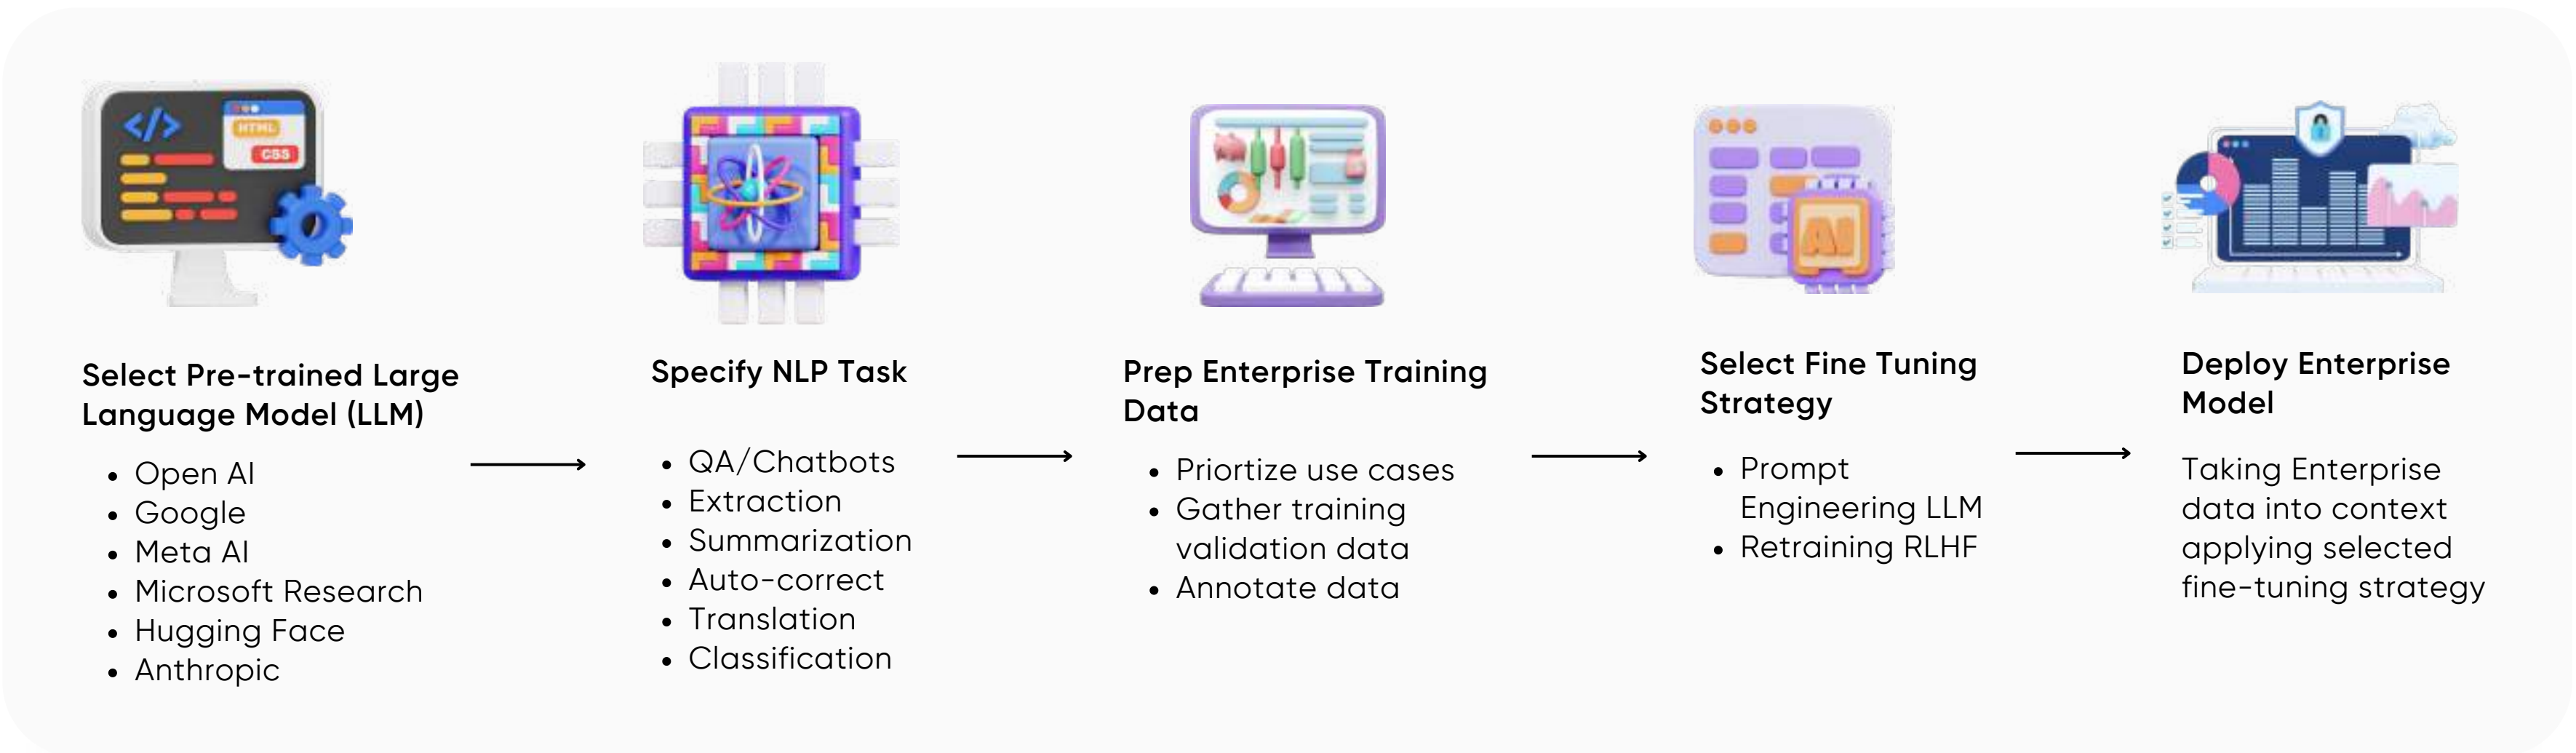 </>
HTML
CSS
Select Pre-trained Large
Language Model (LLM)
• Open AI
• Google
• Meta AI
• Microsoft Research
• Hugging Face
• Anthropic
Specify NLP Task
• QA/Chatbots
• Extraction
• Summarization
• Auto-correct
• Translation
• Classification
Prep Enterprise Training
Data
• Priortize use cases
• Gather training
validation data
• Annotate data
AI
Select Fine Tuning
Strategy
• Prompt
Engineering LLM
• Retraining RLHF
Deploy Enterprise
Model
Taking Enterprise
data into context
applying selected
fine-tuning strategy